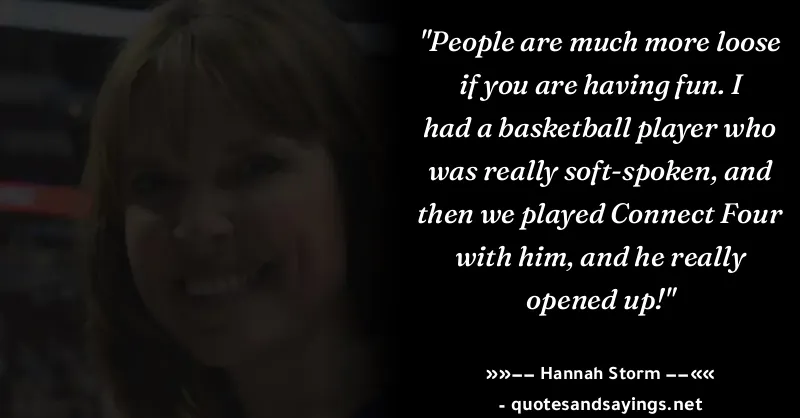 "People are much more loose
if you are having fun. I
had a basketball player who
was really soft-spoken, and
then we played Connect Four
with him, and he really
opened up!"
»»–– Hannah Storm ––««
- quotesandsayings.net